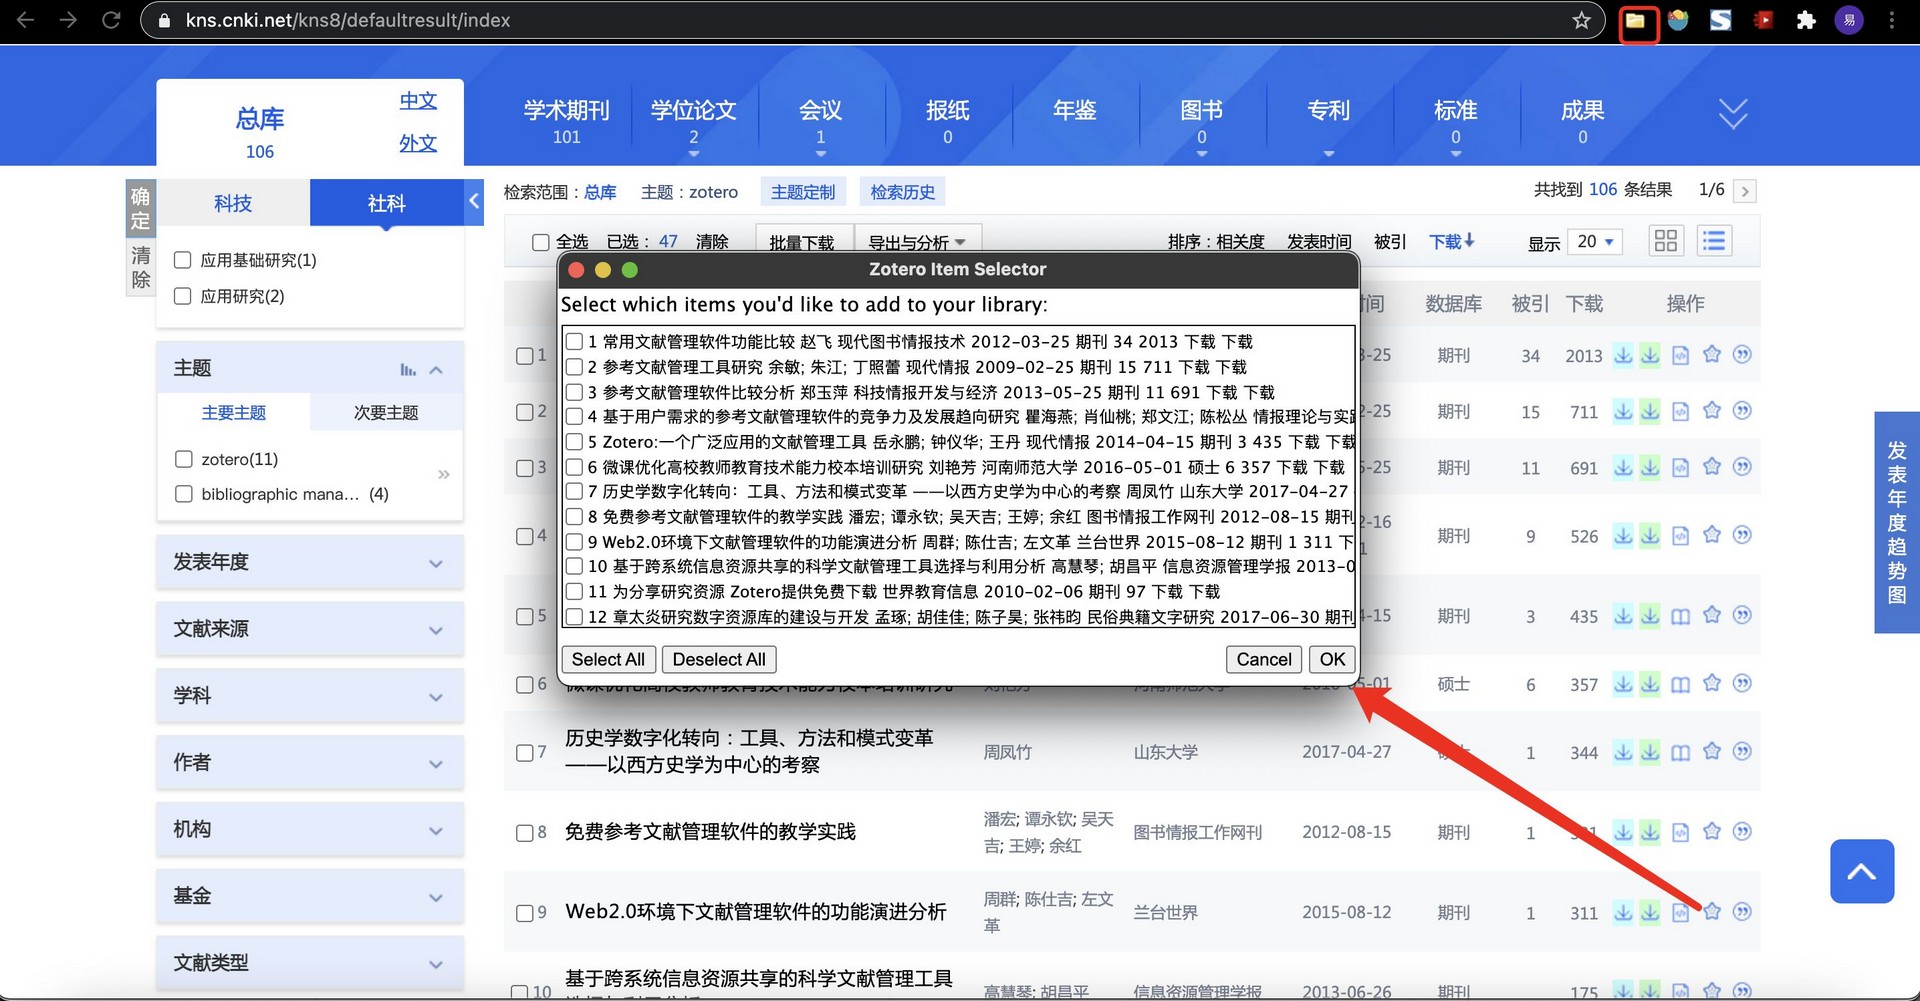 kns.cnki.net/kns8/defaultresult/index
易
总库
106
中文
外文
学术期刊
101
学位论文
2
会议
1
报纸
0
年鉴
图书
0
专利
标准
0
成果
0
确定
清除
科技
社科
应用基础研究(1)
应用研究(2)
主题
主要主题
次要主题
zotero(11)
bibliographic mana... (4)
发表年度
文献来源
学科
作者
机构
基金
文献类型
检索范围：总库 主题：zotero 主题定制 检索历史
共找到 106 条结果 1/6
全选 已选： 47 清除 批量下载 导出与分析 排序：相关度 发表时间 被引 下载 显示 20
间 数据库 被引 下载 操作
Zotero Item Selector
Select which items you'd like to add to your library:
1 常用文献管理软件功能比较 赵飞 现代图书情报技术 2012-03-25 期刊 34 2013 下载 下载
2 参考文献管理工具研究 余敏; 朱江; 丁照蕾 现代情报 2009-02-25 期刊 15 711 下载 下载
3 参考文献管理软件比较分析 郑玉萍 科技情报开发与经济 2013-05-25 期刊 11 691 下载 下载
4 基于用户需求的参考文献管理软件的竞争力及发展趋向研究 瞿海燕; 肖仙桃; 郑文江; 陈松丛 情报理论与实践
5 Zotero:一个广泛应用的文献管理工具 岳永鹏; 钟仪华; 王丹 现代情报 2014-04-15 期刊 3 435 下载 下载
6 微课优化高校教师教育技术能力校本培训研究 刘艳芳 河南师范大学 2016-05-01 硕士 6 357 下载 下载
7 历史学数字化转向：工具、方法和模式变革 ——以西方史学为中心的考察 周凤竹 山东大学 2017-04-27
8 免费参考文献管理软件的教学实践 潘宏; 谭永钦; 吴天吉; 王婷; 余红 图书情报工作网刊 2012-08-15 期刊
9 Web2.0环境下文献管理软件的功能演进分析 周群; 陈仕吉; 左文革 兰台世界 2015-08-12 期刊 1 311 下
10 基于跨系统信息资源共享的科学文献管理工具选择与利用分析 高慧琴; 胡昌平 信息资源管理学报 2013-0
11 为分享研究资源 Zotero提供免费下载 世界教育信息 2010-02-06 期刊 97 下载 下载
12 章太炎研究数字资源库的建设与开发 孟琢; 胡佳佳; 陈子昊; 张祎昀 民俗典籍文字研究 2017-06-30 期刊
Select All Deselect All Cancel OK
1 3-25 期刊 34 2013
2 2-25 期刊 15 711
3 5-25 期刊 11 691
4 2-16 1 期刊 9 526
5 4-15 期刊 3 435
6 微课优化高校教师教育技术能力校本培训研究 刘艳芳 河南师范大学 2016-05-01 硕士 6 357
7 历史学数字化转向：工具、方法和模式变革 周凤竹 山东大学 2017-04-27 1 344
——以西方史学为中心的考察
8 免费参考文献管理软件的教学实践 潘宏; 谭永钦; 吴天 图书情报工作网刊 2012-08-15 期刊 1
吉; 王婷; 余红
9 Web2.0环境下文献管理软件的功能演进分析 周群; 陈仕吉; 左文 兰台世界 2015-08-12 期刊 1 311
革
10 基于跨系统信息资源共享的科学文献管理工具 高慧琴; 胡昌平 信息资源管理学报 2013-06-26 期刊 175
发表年度趋势图